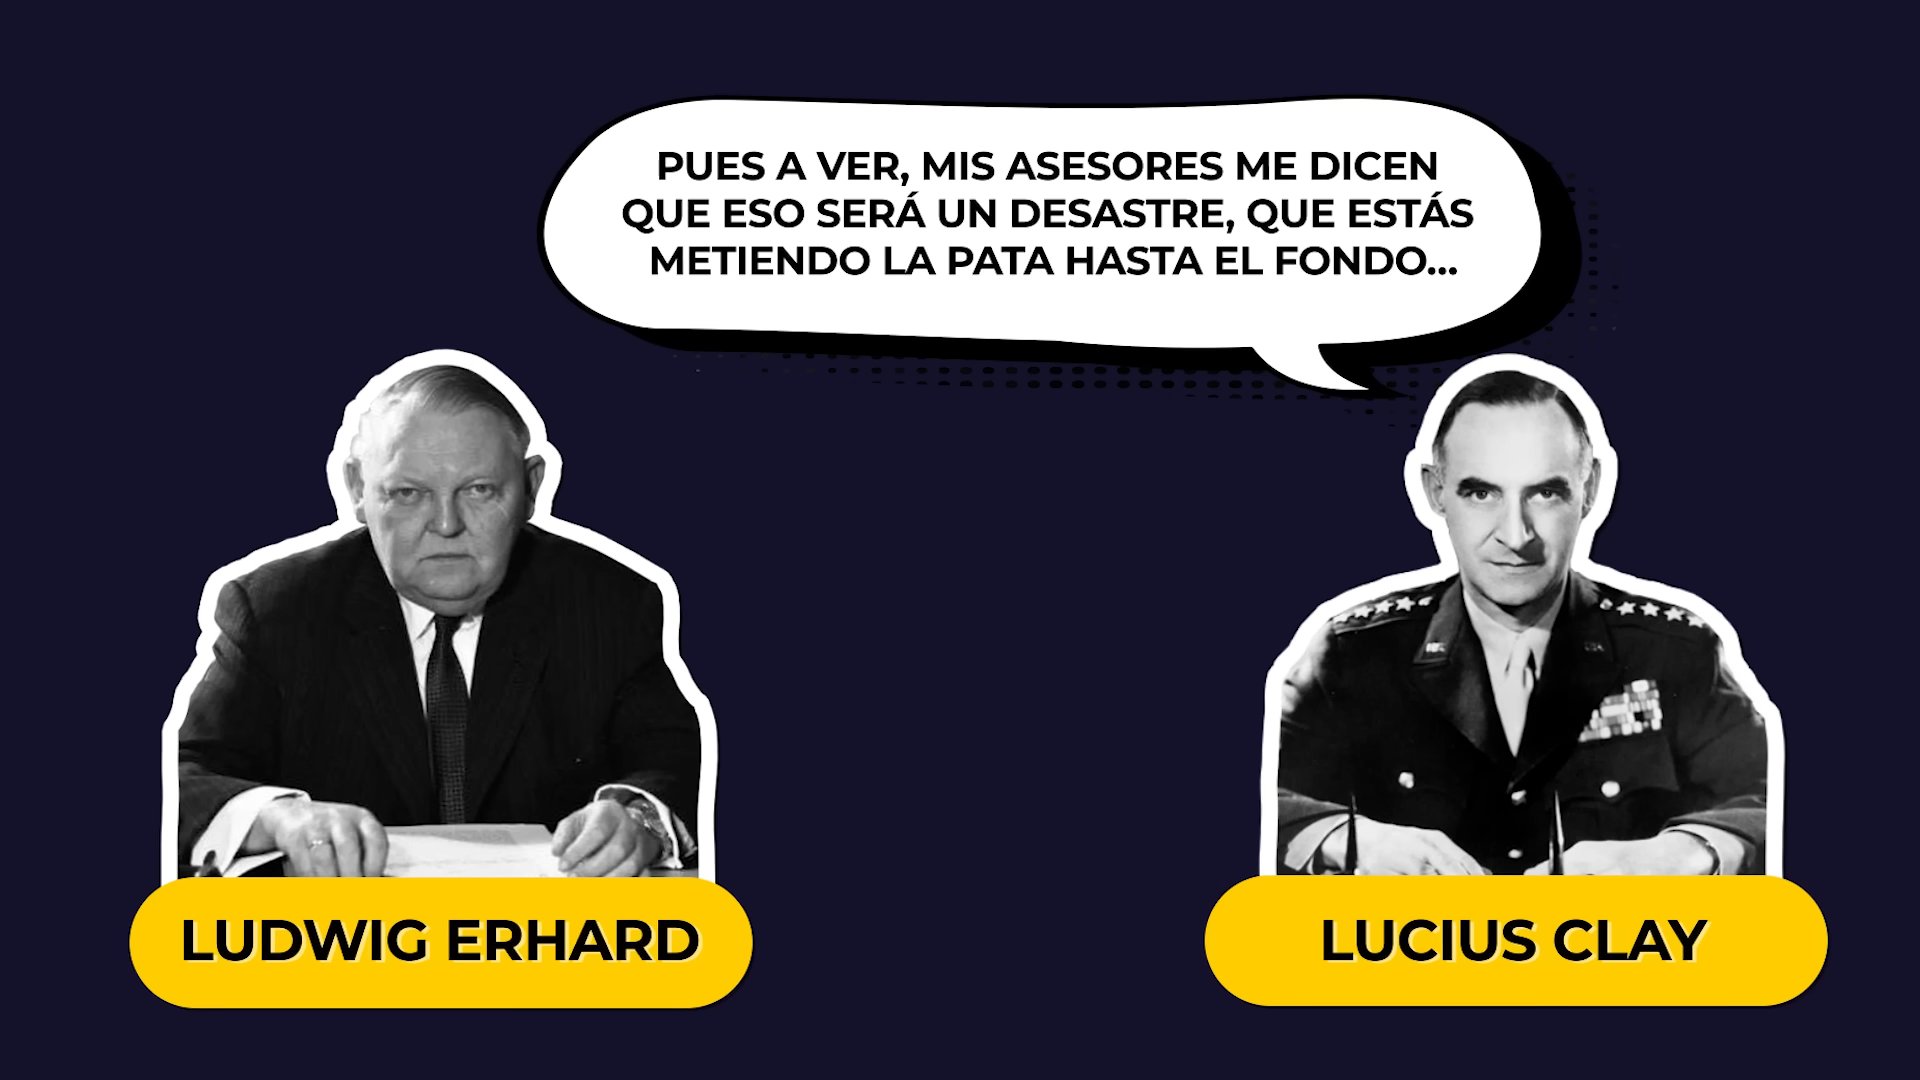 PUES A VER, MIS ASESORES ME DICEN
QUE ESO SERÁ UN DESASTRE, QUE ESTÁS
METIENDO LA PATA HASTA EL FONDO...
LUDWIG ERHARD
LUCIUS CLAY